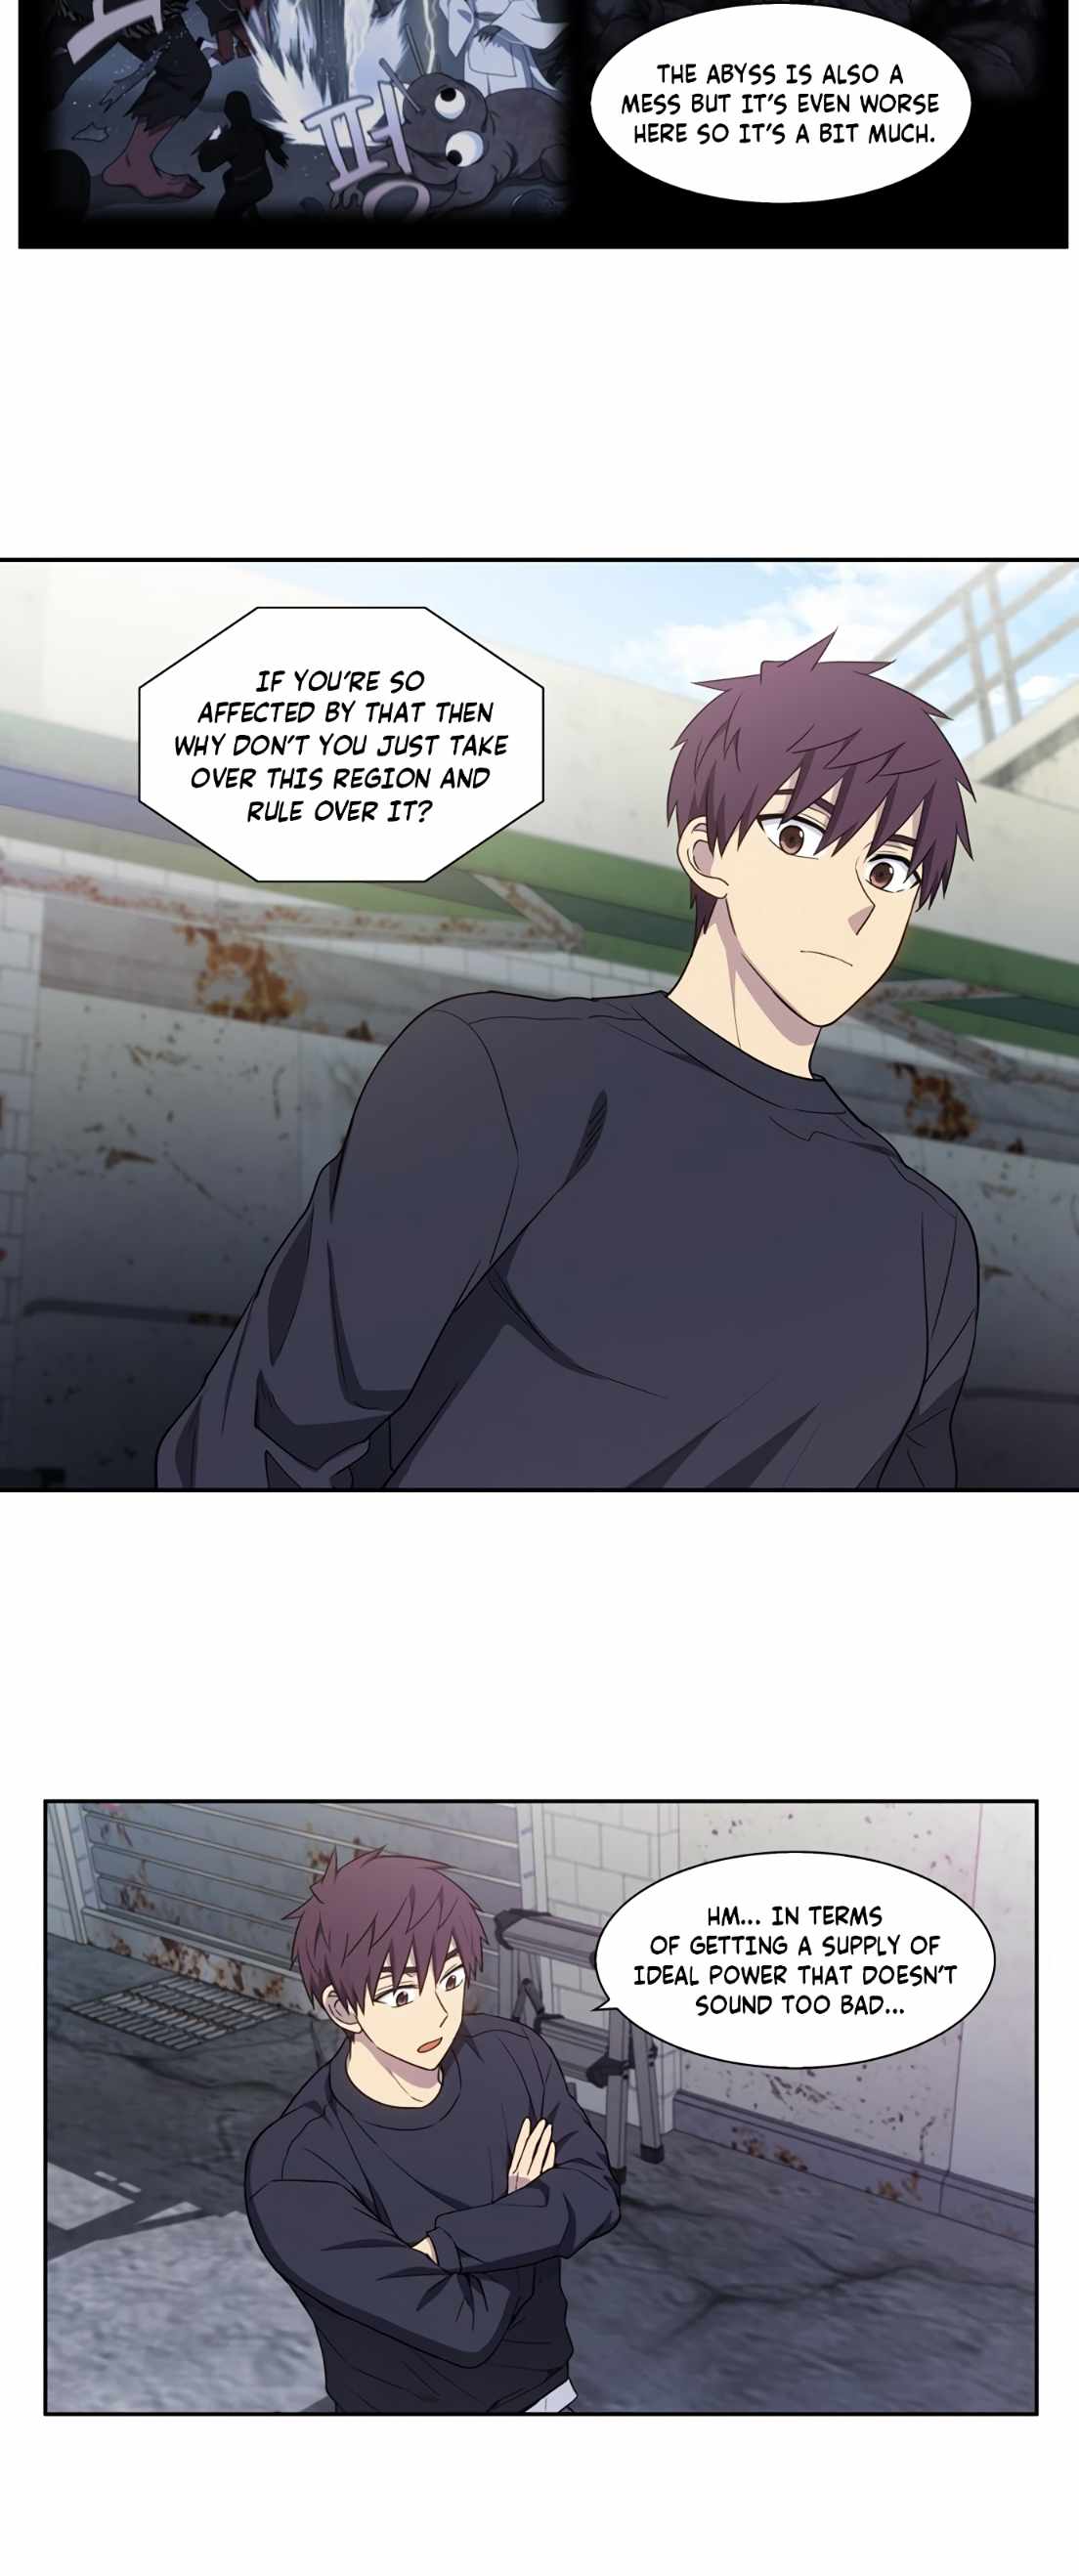 펑
THE ABYSS IS ALSO A
MESS BUT IT'S EVEN WORSE
HERE SO IT'S A BIT MUCH.
IF YOU'RE SO
AFFECTED BY THAT THEN
WHY DON'T YOU JUST TAKE
OVER THIS REGION AND
RULE OVER IT?
HM... IN TERMS
OF GETTING A SUPPLY OF
IDEAL POWER THAT DOESN'T
SOUND TOO BAD...